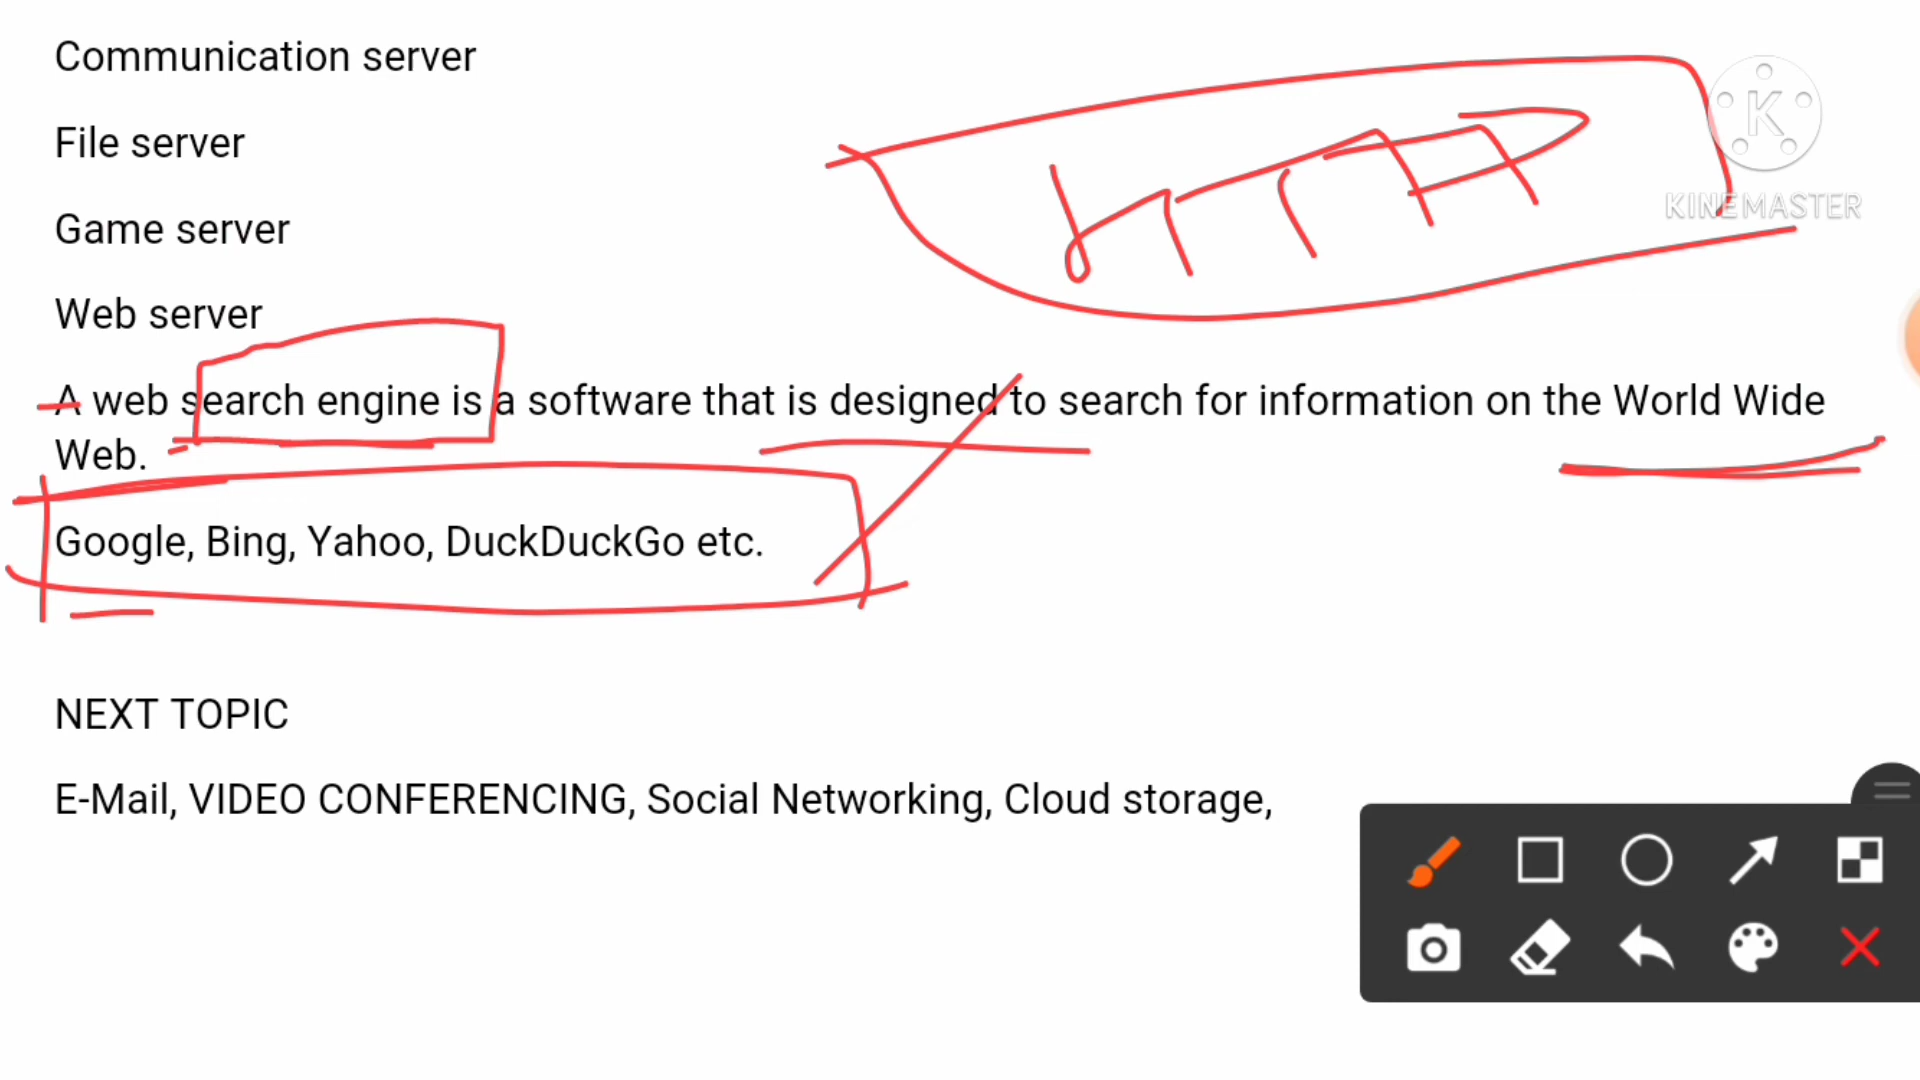 Communication server
File server
Game server
Web server
A web search engine is a software that is designed to search for information on the World Wide
Web.
Google, Bing, Yahoo, DuckDuckGo etc.
NEXT TOPIC
E-Mail, VIDEO CONFERENCING, Social Networking, Cloud storage,
K
KINEMASTER